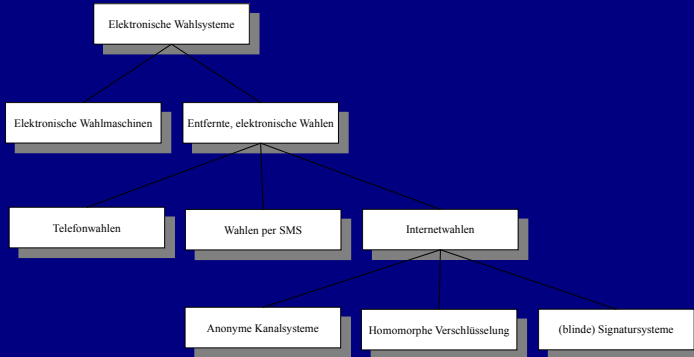 Elektronische Wahlsysteme
Elektronische Wahlmaschinen
Entfernte, elektronische Wahlen
Telefonwahlen
Wahlen per SMS
Internetwahlen
Anonyme Kanalsysteme
Homomorphe Verschlüsselung
(blinde) Signatursysteme